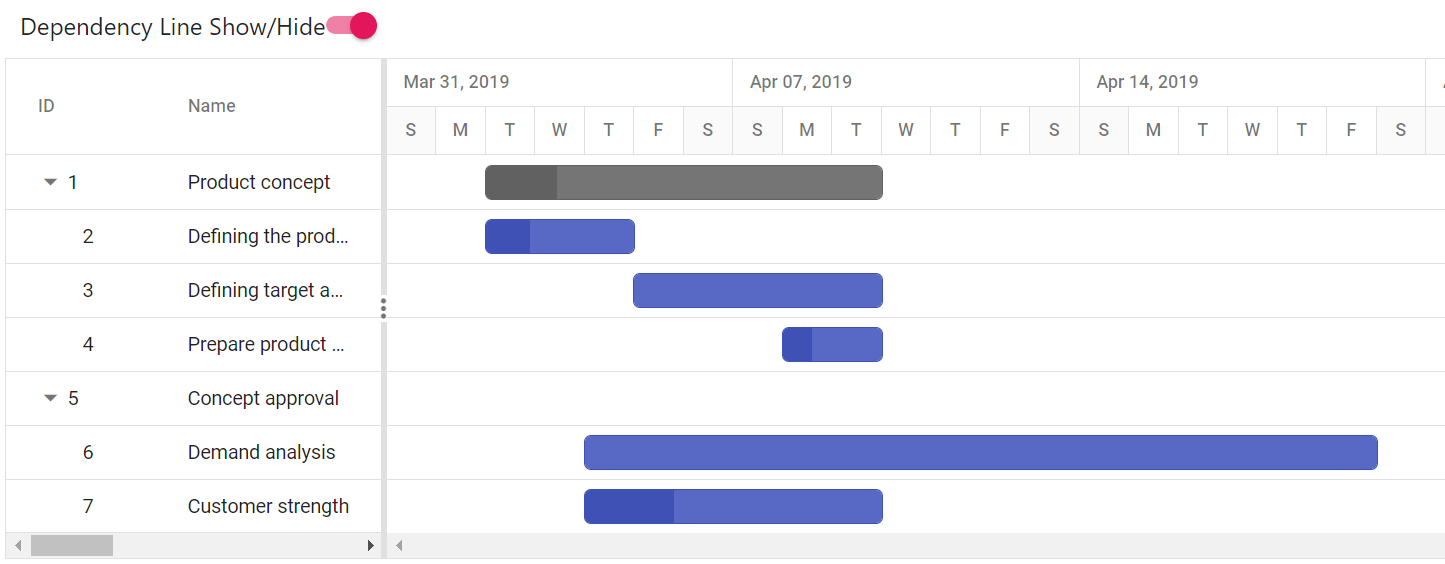 Dependency Line Show/Hide
Mar 31, 2019 Apr 07, 2019 Apr 14, 2019
ID Name
S M T W T F S S M T W T F S S M T W T F S
1 Product concept
2 Defining the prod...
3 Defining target a...
4 Prepare product ...
5 Concept approval
6 Demand analysis
7 Customer strength